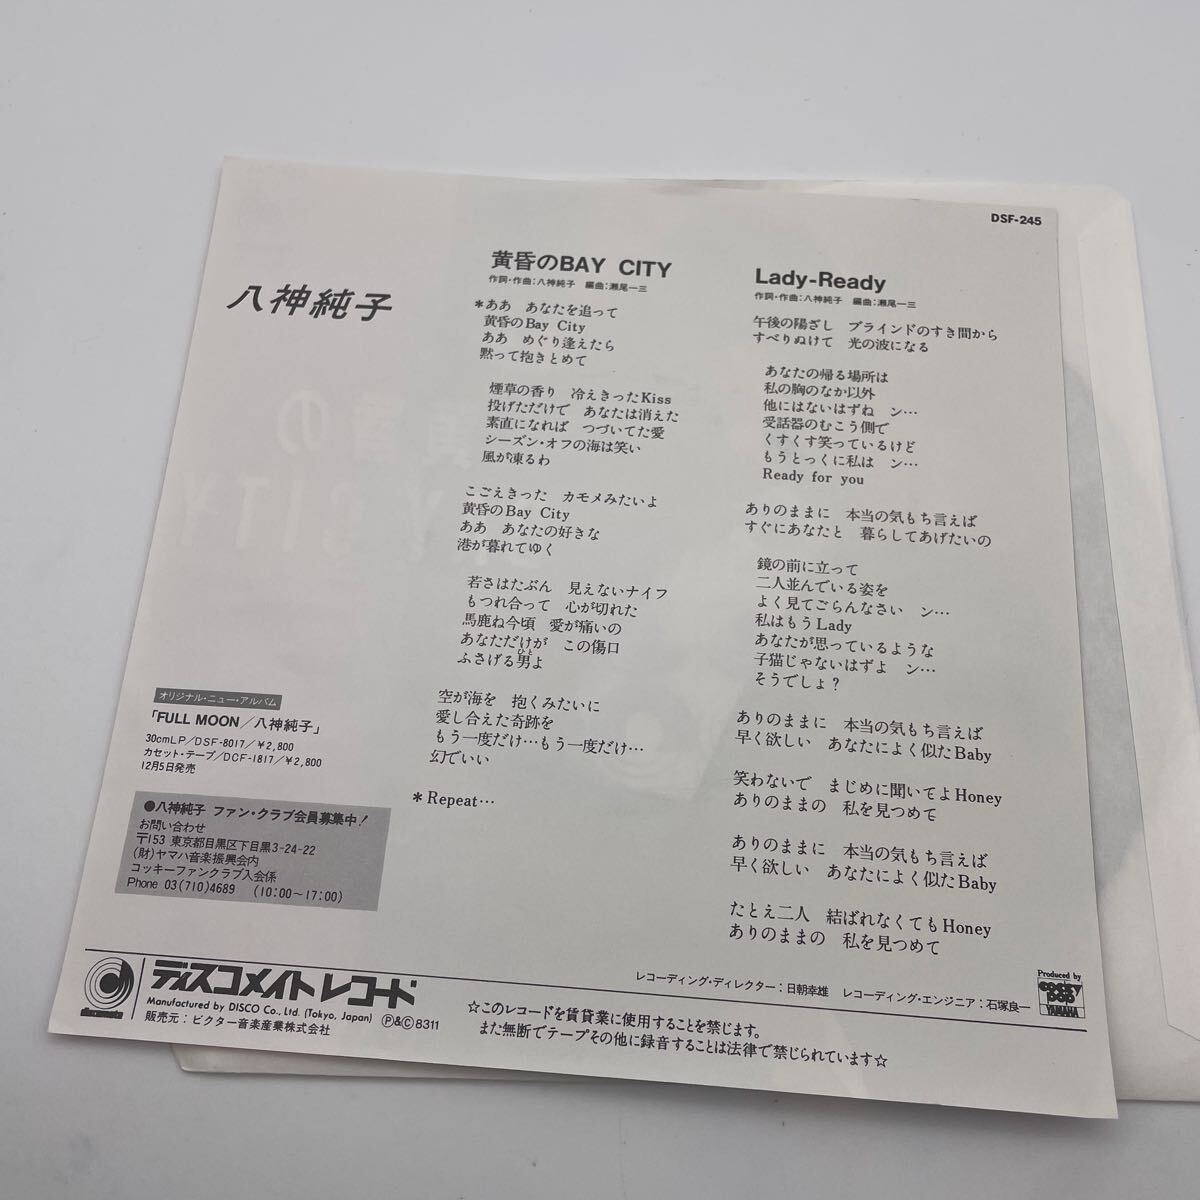 DSF-245
八神純子
黄昏のBAY CITY
作詞・作曲：八神純子　編曲：瀬尾一三
＊ああ　あなたを追って
黄昏のBay City
ああ　めぐり逢えたら
黙って抱きとめて
煙草の香り　冷えきったKiss
投げただけで　あなたは消えた
素直になれば　つづいてた愛
シーズン・オフの海は笑い
風が凍るわ
こごえきった　カモメみたいよ
黄昏のBay City
ああ　あなたの好きな
港が暮れてゆく
若さはたぶん　見えないナイフ
もつれ合って　心が切れた
馬鹿ね今頃　愛が痛いの
あなただけが　この傷口
ひと
ふさげる男よ
空が海を　抱くみたいに
愛し合えた奇跡を
もう一度だけ…もう一度だけ…
幻でいい
＊Repeat…
Lady-Ready
作詞・作曲：八神純子　編曲：瀬尾一三
午後の陽ざし　ブラインドのすき間から
すべりぬけて　光の波になる
あなたの帰る場所は
私の胸のなか以外
他にはないはずね　ン…
受話器のむこう側で
くすくす笑っているけど
もうとっくに私は　ン…
Ready for you
ありのままに　本当の気もち言えば
すぐにあなたと　暮らしてあげたいの
鏡の前に立って
二人並んでいる姿を
よく見てごらんなさい　ン…
私はもうLady
あなたが思っているような
子猫じゃないはずよ　ン…
そうでしょ？
ありのままに　本当の気もち言えば
早く欲しい　あなたによく似たBaby
笑わないで　まじめに聞いてよHoney
ありのままの　私を見つめて
ありのままに　本当の気もち言えば
早く欲しい　あなたによく似たBaby
たとえ二人　結ばれなくてもHoney
ありのままの　私を見つめて
オリジナル・ニュー・アルバム
「FULL MOON／八神純子」
30cmLP／DSF-8017／￥2,800
カセット・テープ／DCF-1817／￥2,800
12月5日発売
●八神純子 ファン・クラブ会員募集中！
お問い合わせ
〒153 東京都目黒区下目黒3-24-22
(財)ヤマハ音楽振興会内
コッキーファンクラブ入会係
Phone 03(710)4689　(10:00〜17:00)
discomate
ディスコメイトレコード
Manufactured by DISCO Co., Ltd. (Tokyo, Japan)　Ⓟ&Ⓒ8311
販売元：ビクター音楽産業株式会社
レコーディング・ディレクター：日朝幸雄　レコーディング・エンジニア：石塚良一
Produced by
cocky
pop
YAMAHA
☆このレコードを賃貸業に使用することを禁じます。
また無断でテープその他に録音することは法律で禁じられています☆
黄昏の
BAY CITY